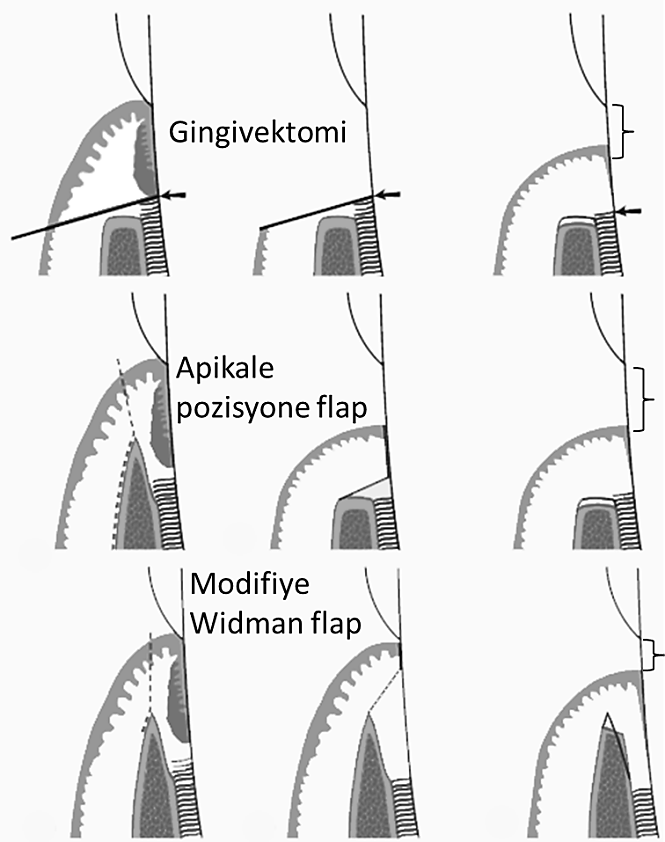 Gingivektomi
Apikale
pozisyone flap
Modifiye
Widman flap